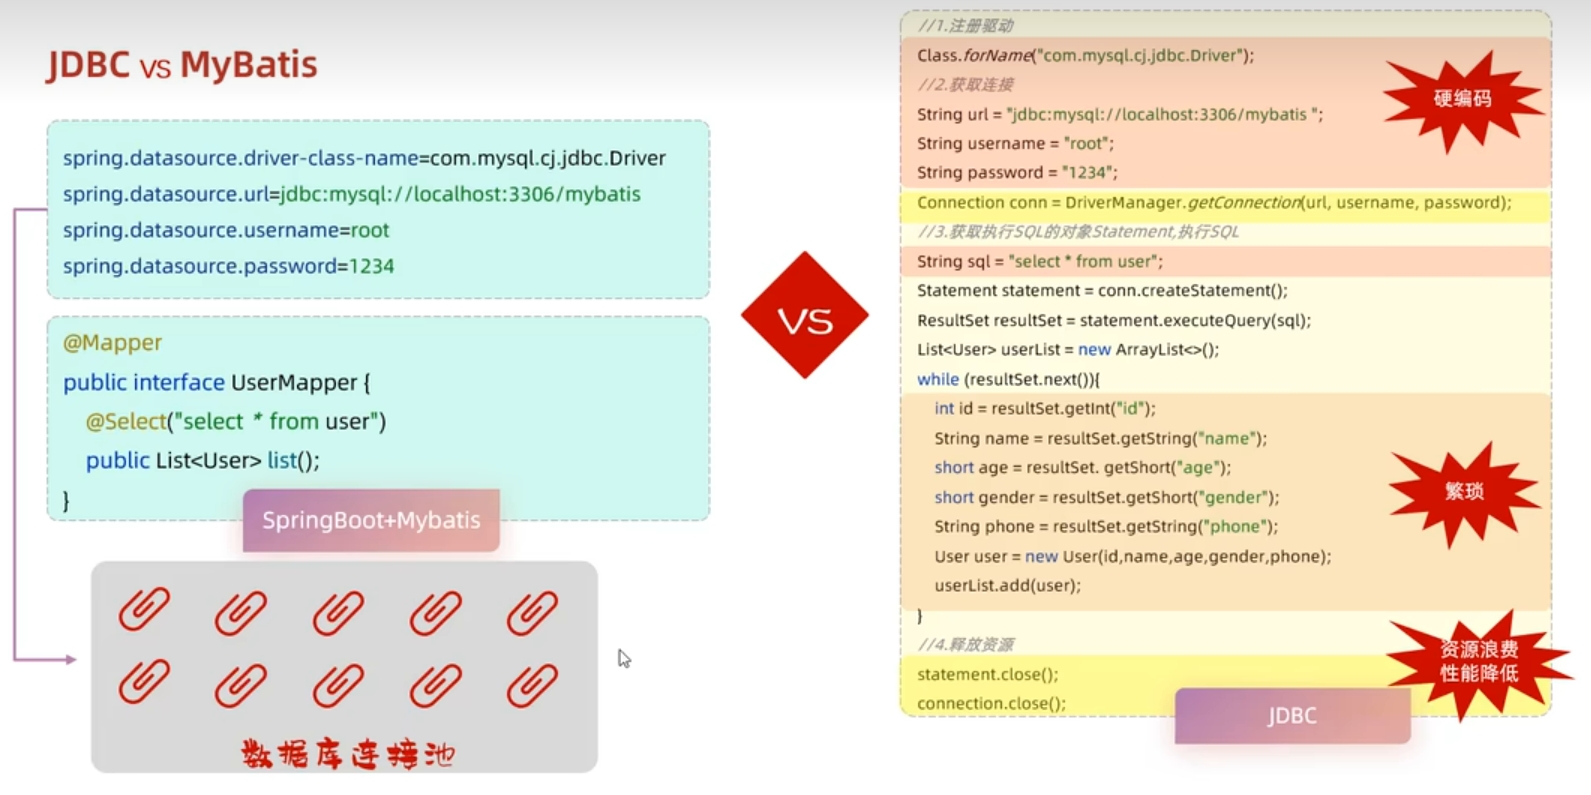 JDBC vs MyBatis
spring.datasource.driver-class-name=com.mysql.cj.jdbc.Driver
spring.datasource.url=jdbc:mysql://localhost:3306/mybatis
spring.datasource.username=root
spring.datasource.password=1234
@Mapper
public interface UserMapper {
@Select("select * from user")
public List<User> list();
}
SpringBoot+Mybatis
数据库连接池
VS
//1.注册驱动
Class.forName("com.mysql.cj.jdbc.Driver");
//2.获取连接
String url = "jdbc:mysql://localhost:3306/mybatis ";
String username = "root";
String password = "1234";
硬编码
Connection conn = DriverManager.getConnection(url, username, password);
//3.获取执行SQL的对象Statement,执行SQL
String sql = "select * from user";
Statement statement = conn.createStatement();
ResultSet resultSet = statement.executeQuery(sql);
List<User> userList = new ArrayList<>();
while (resultSet.next()){
int id = resultSet.getInt("id");
String name = resultSet.getString("name");
short age = resultSet. getShort("age");
short gender = resultSet.getShort("gender");
String phone = resultSet.getString("phone");
User user = new User(id,name,age,gender,phone);
userList.add(user);
繁琐
}
//4.释放资源
statement.close();
connection.close();
资源浪费
性能降低
JDBC